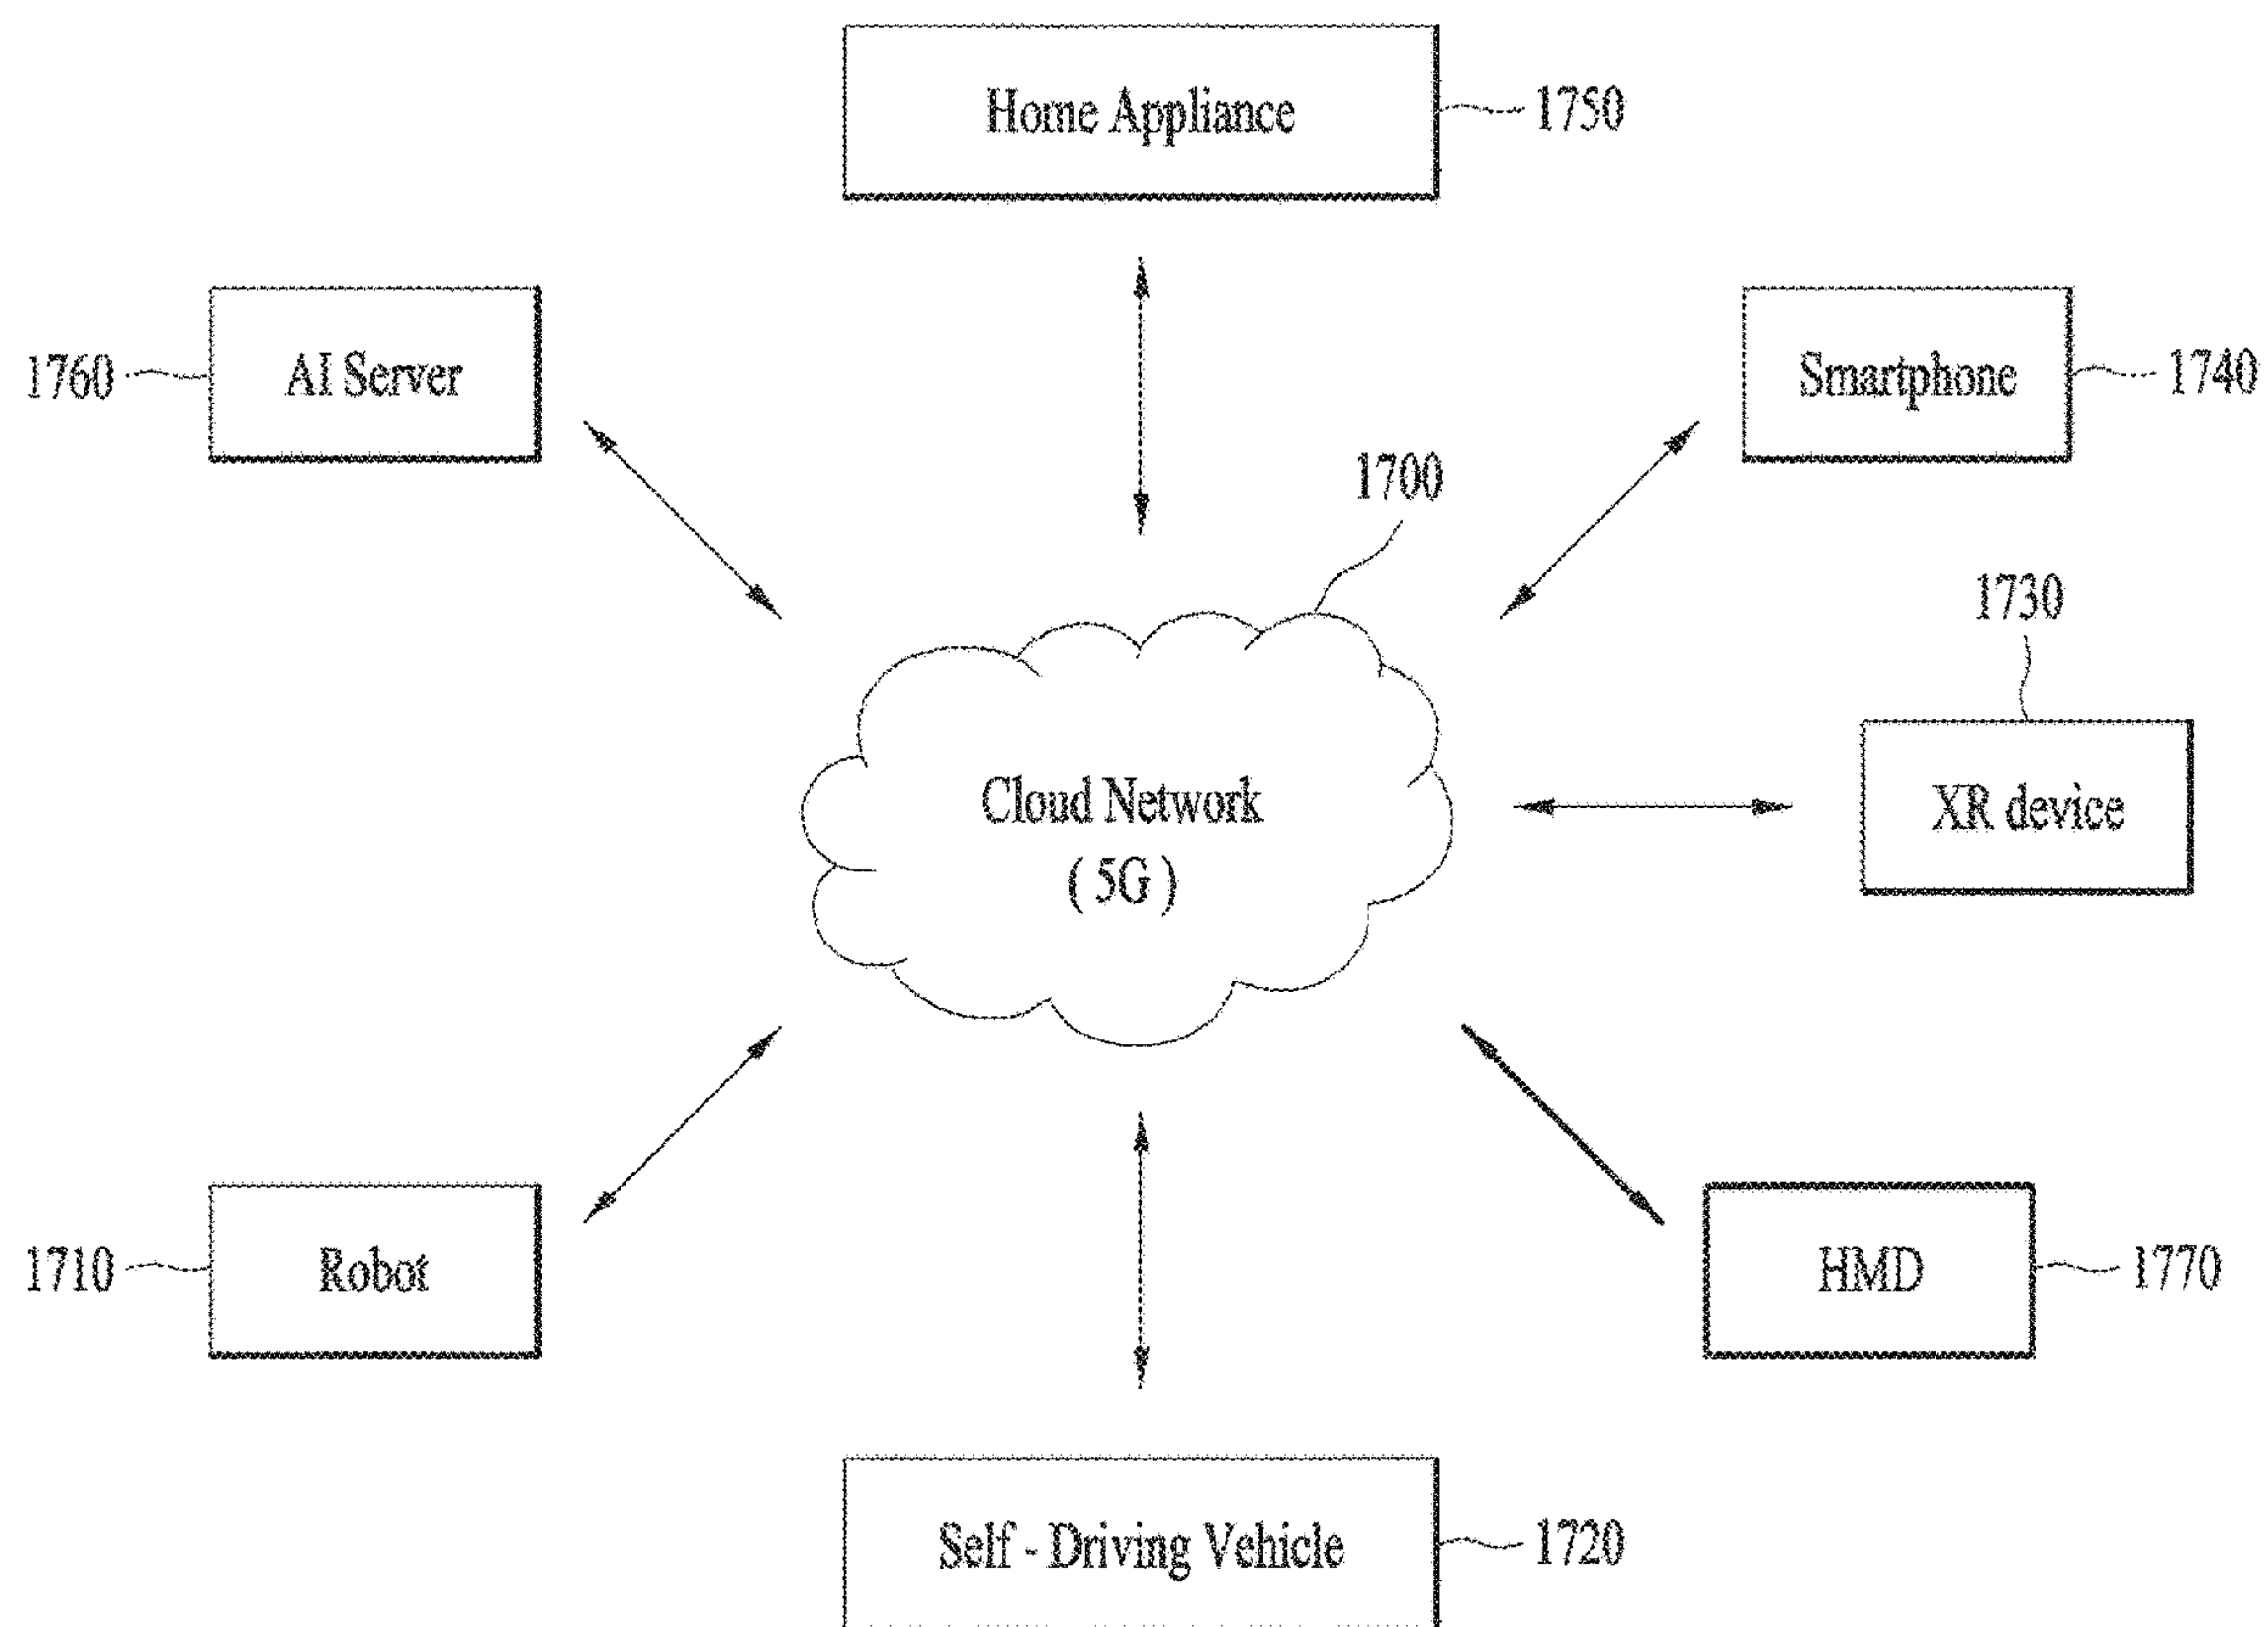 Home Appliance
1750
1760
AI Server
Smartphone
1740
1700
1730
Cloud Network
( 5G )
XR device
1710
Robot
HMD
1770
Self - Driving Vehicle
1720